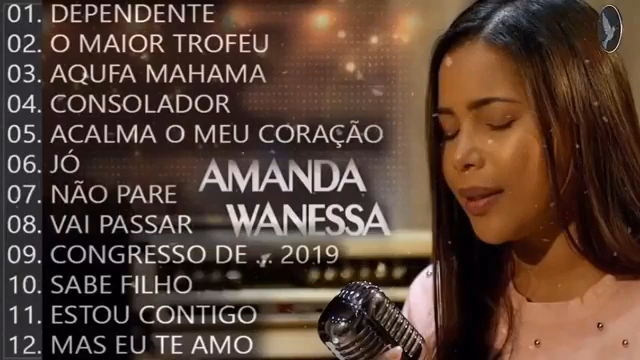 01. DEPENDENTE
02. O MAIOR TROFEU
03. AQUFA MAHAMA
04. CONSOLADOR
05. ACALMA O MEU CORAÇÃO
06. JÓ
07. NÃO PARE
08. VAI PASSAR
09. CONGRESSO DE ... 2019
10. SABE FILHO
11. ESTOU CONTIGO
12. MAS EU TE AMO
AMANDA
WANESSA